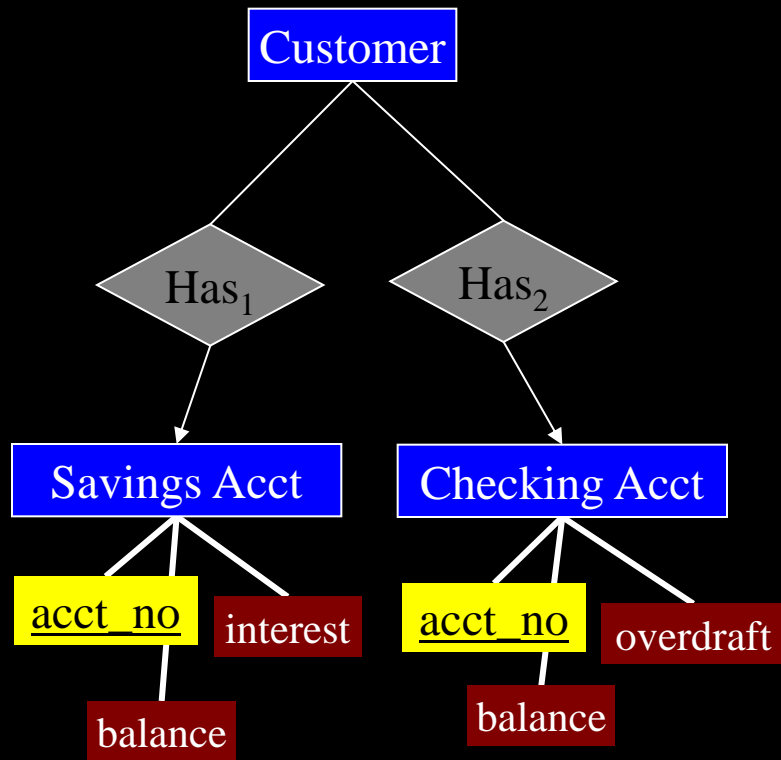 Customer
Has₁
Has₂
Savings Acct
Checking Acct
acct_no
interest
balance
acct_no
overdraft
balance